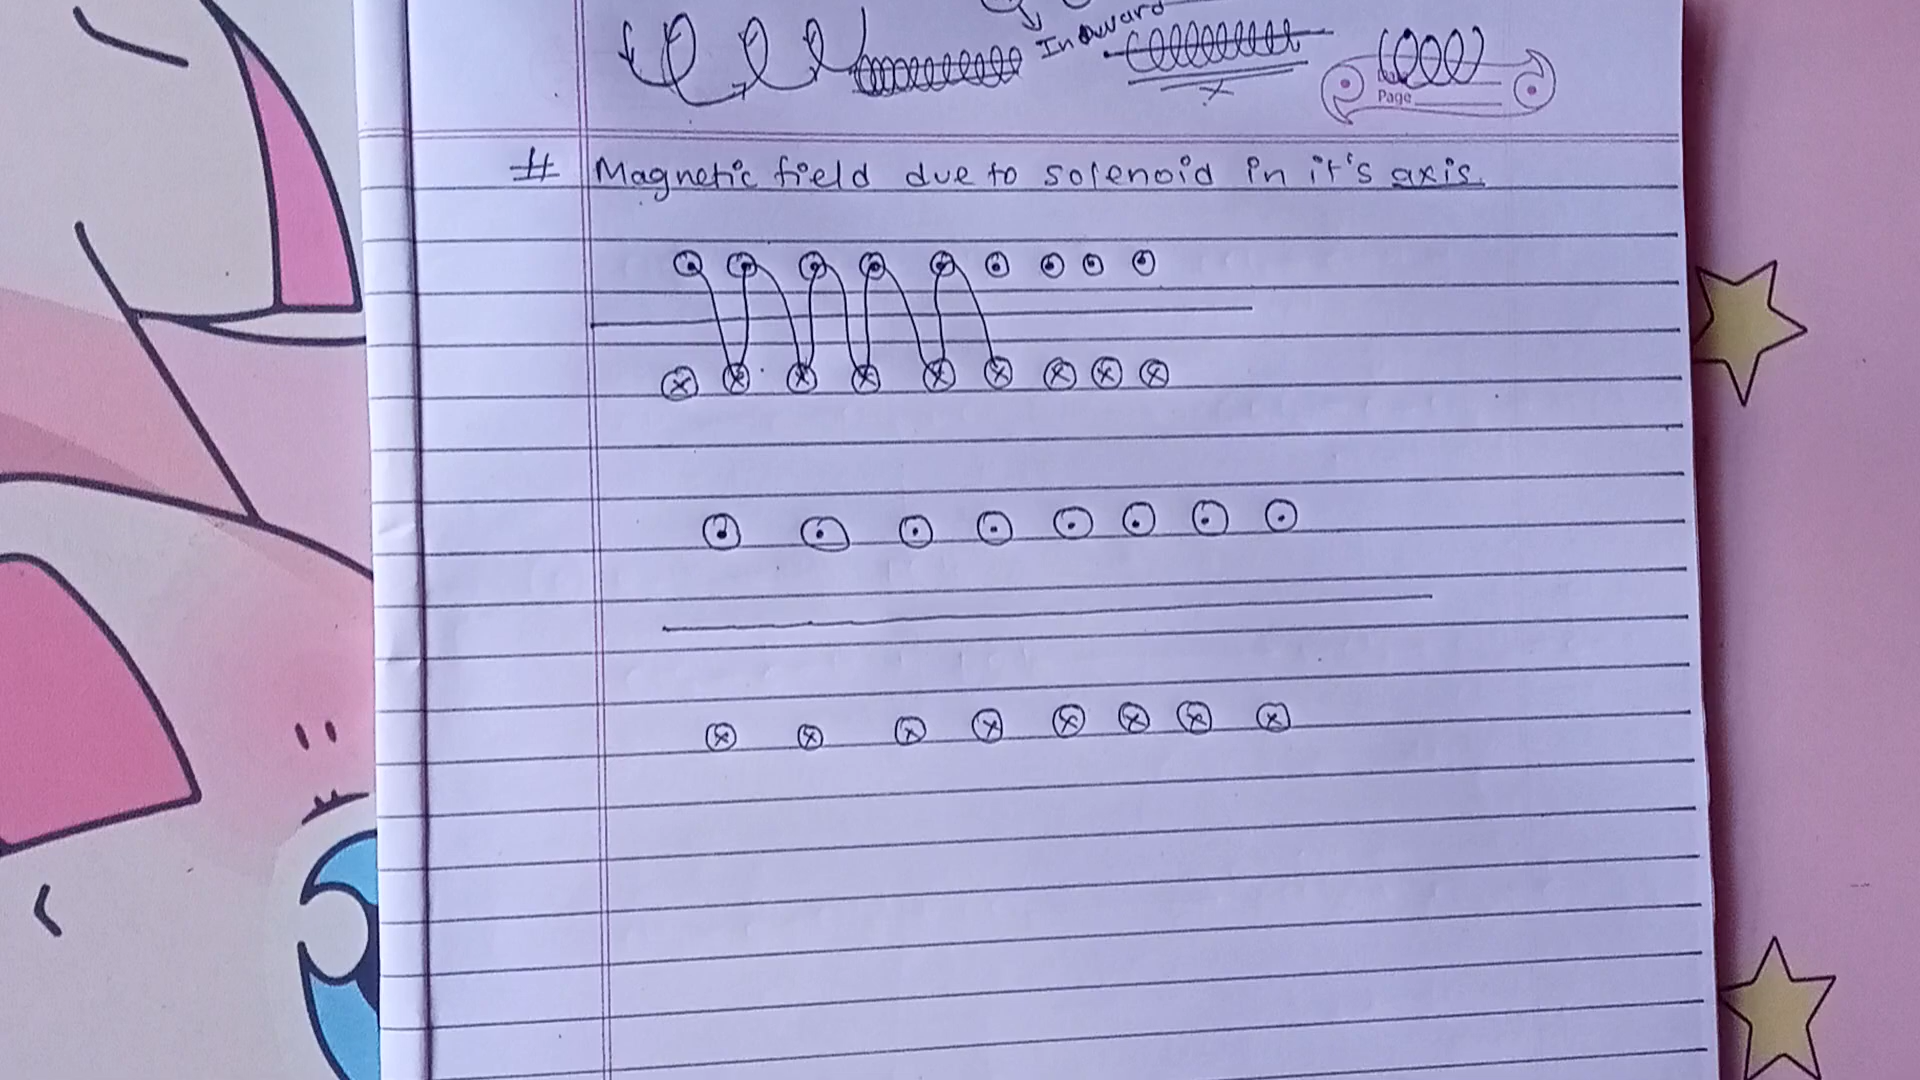 Inward
Page
# Magnetic field due to solenoid in it's axis.